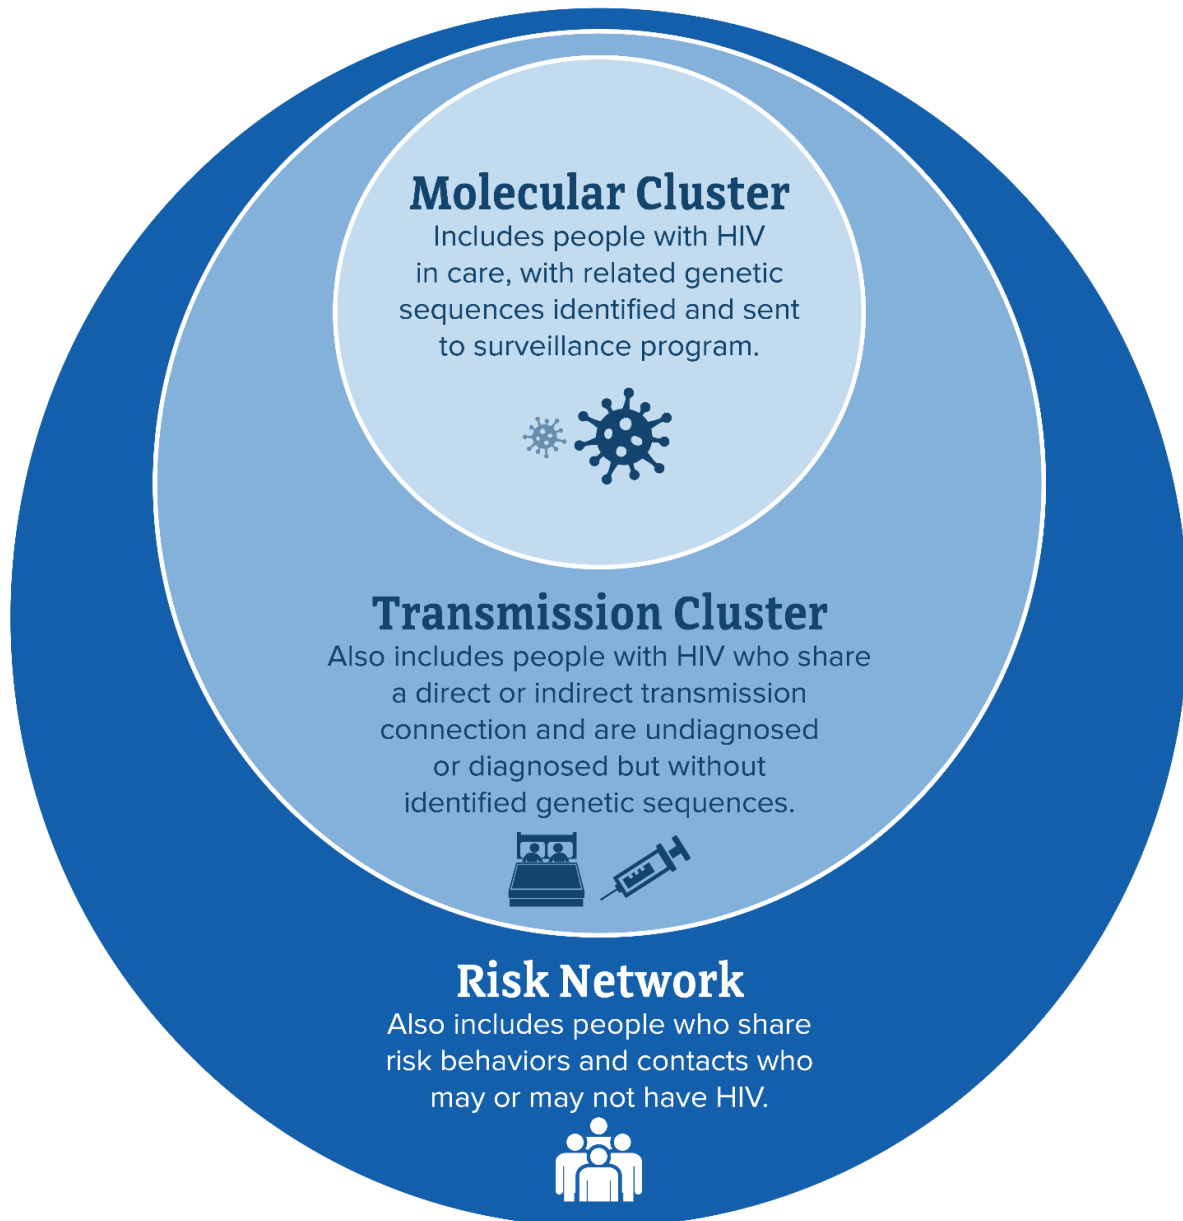 Molecular Cluster
Includes people with HIV
in care, with related genetic
sequences identified and sent
to surveillance program.
Transmission Cluster
Also includes people with HIV who share
a direct or indirect transmission
connection and are undiagnosed
or diagnosed but without
identified genetic sequences.
Risk Network
Also includes people who share
risk behaviors and contacts who
may or may not have HIV.